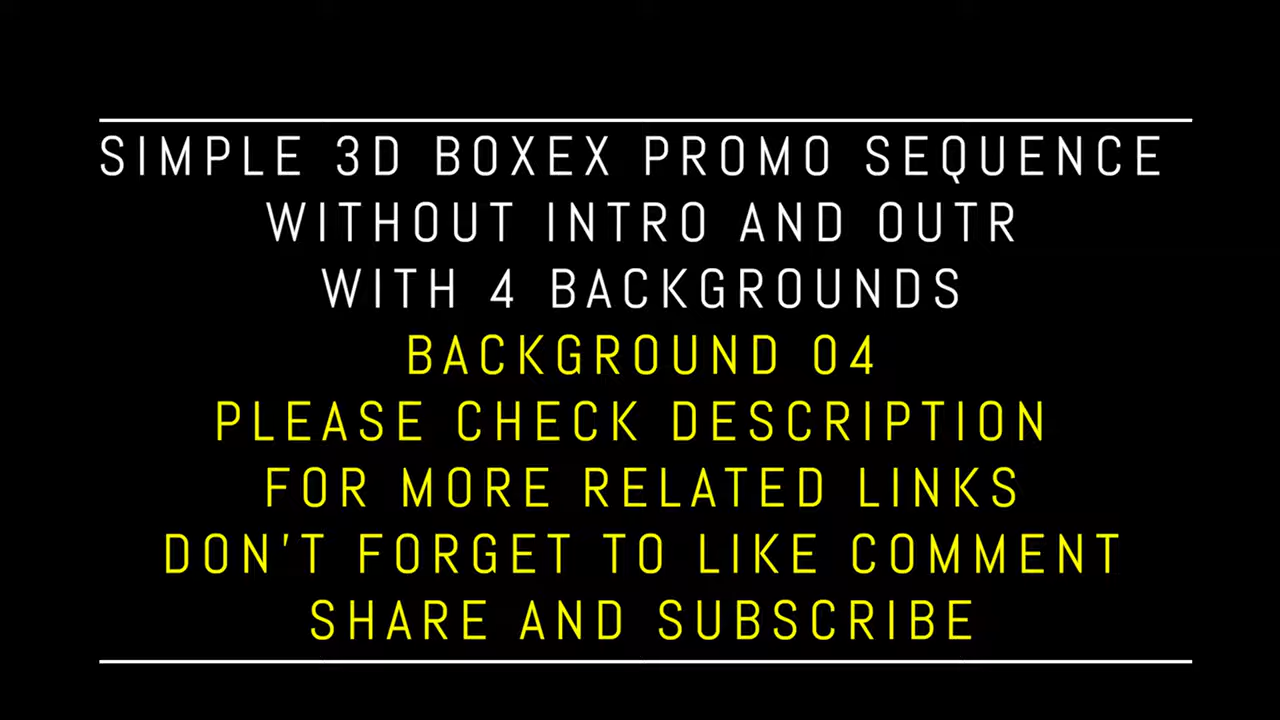 SIMPLE 3D BOXEX PROMO SEQUENCE
WITHOUT INTRO AND OUTR
WITH 4 BACKGROUNDS
BACKGROUND 04
PLEASE CHECK DESCRIPTION
FOR MORE RELATED LINKS
DON'T FORGET TO LIKE COMMENT
SHARE AND SUBSCRIBE